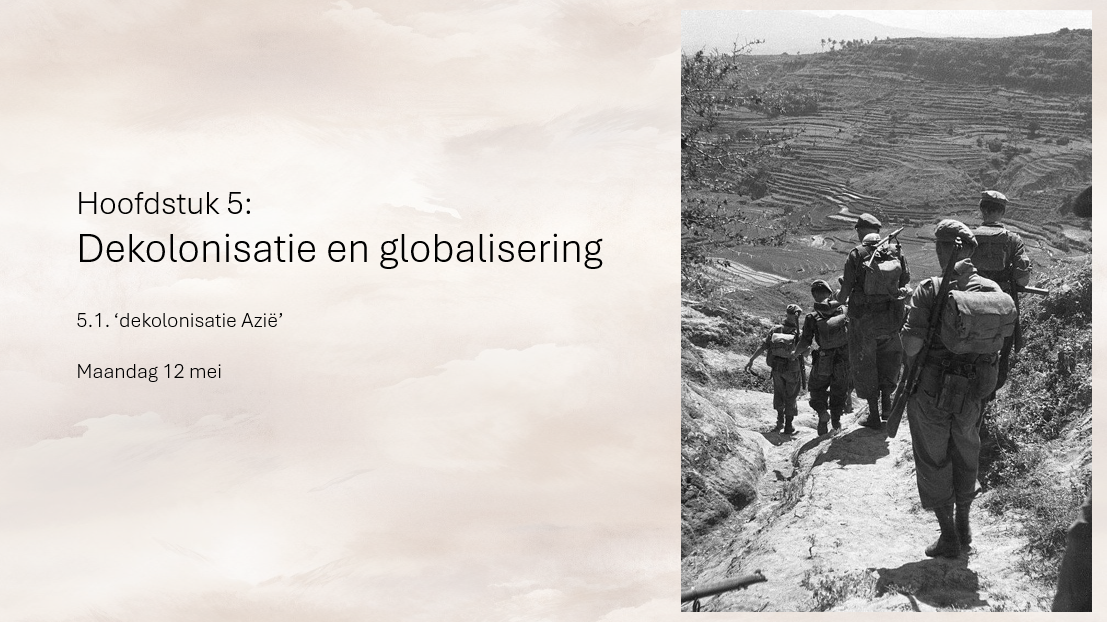 Hoofdstuk 5:
Dekolonisatie en globalisering
5.1. ‘dekolonisatie Azië’
Maandag 12 mei